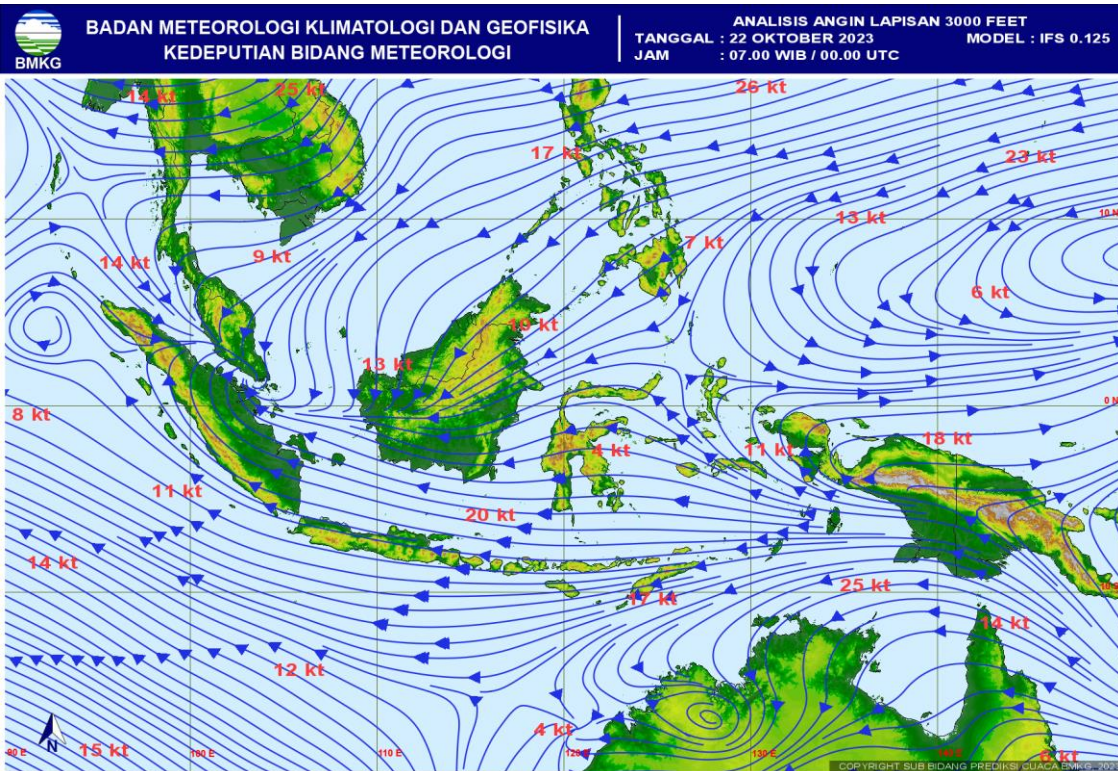 BMKG
BADAN METEOROLOGI KLIMATOLOGI DAN GEOFISIKA
KEDEPUTIAN BIDANG METEOROLOGI
ANALISIS ANGIN LAPISAN 3000 FEET
TANGGAL : 22 OKTOBER 2023 MODEL : IFS 0.125
JAM : 07.00 WIB / 00.00 UTC
14 kt
25 kt
26 kt
17 kt
23 kt
13 kt
10 N
7 kt
9 kt
14 kt
6 kt
19 kt
13 kt
0 N
8 kt
18 kt
4 kt
11 kt
11 kt
20 kt
14 kt
25 kt
17 kt
14 kt
12 kt
4 kt
15 kt
6 kt
N
90 E
100 E
110 E
120 E
130 E
140 E